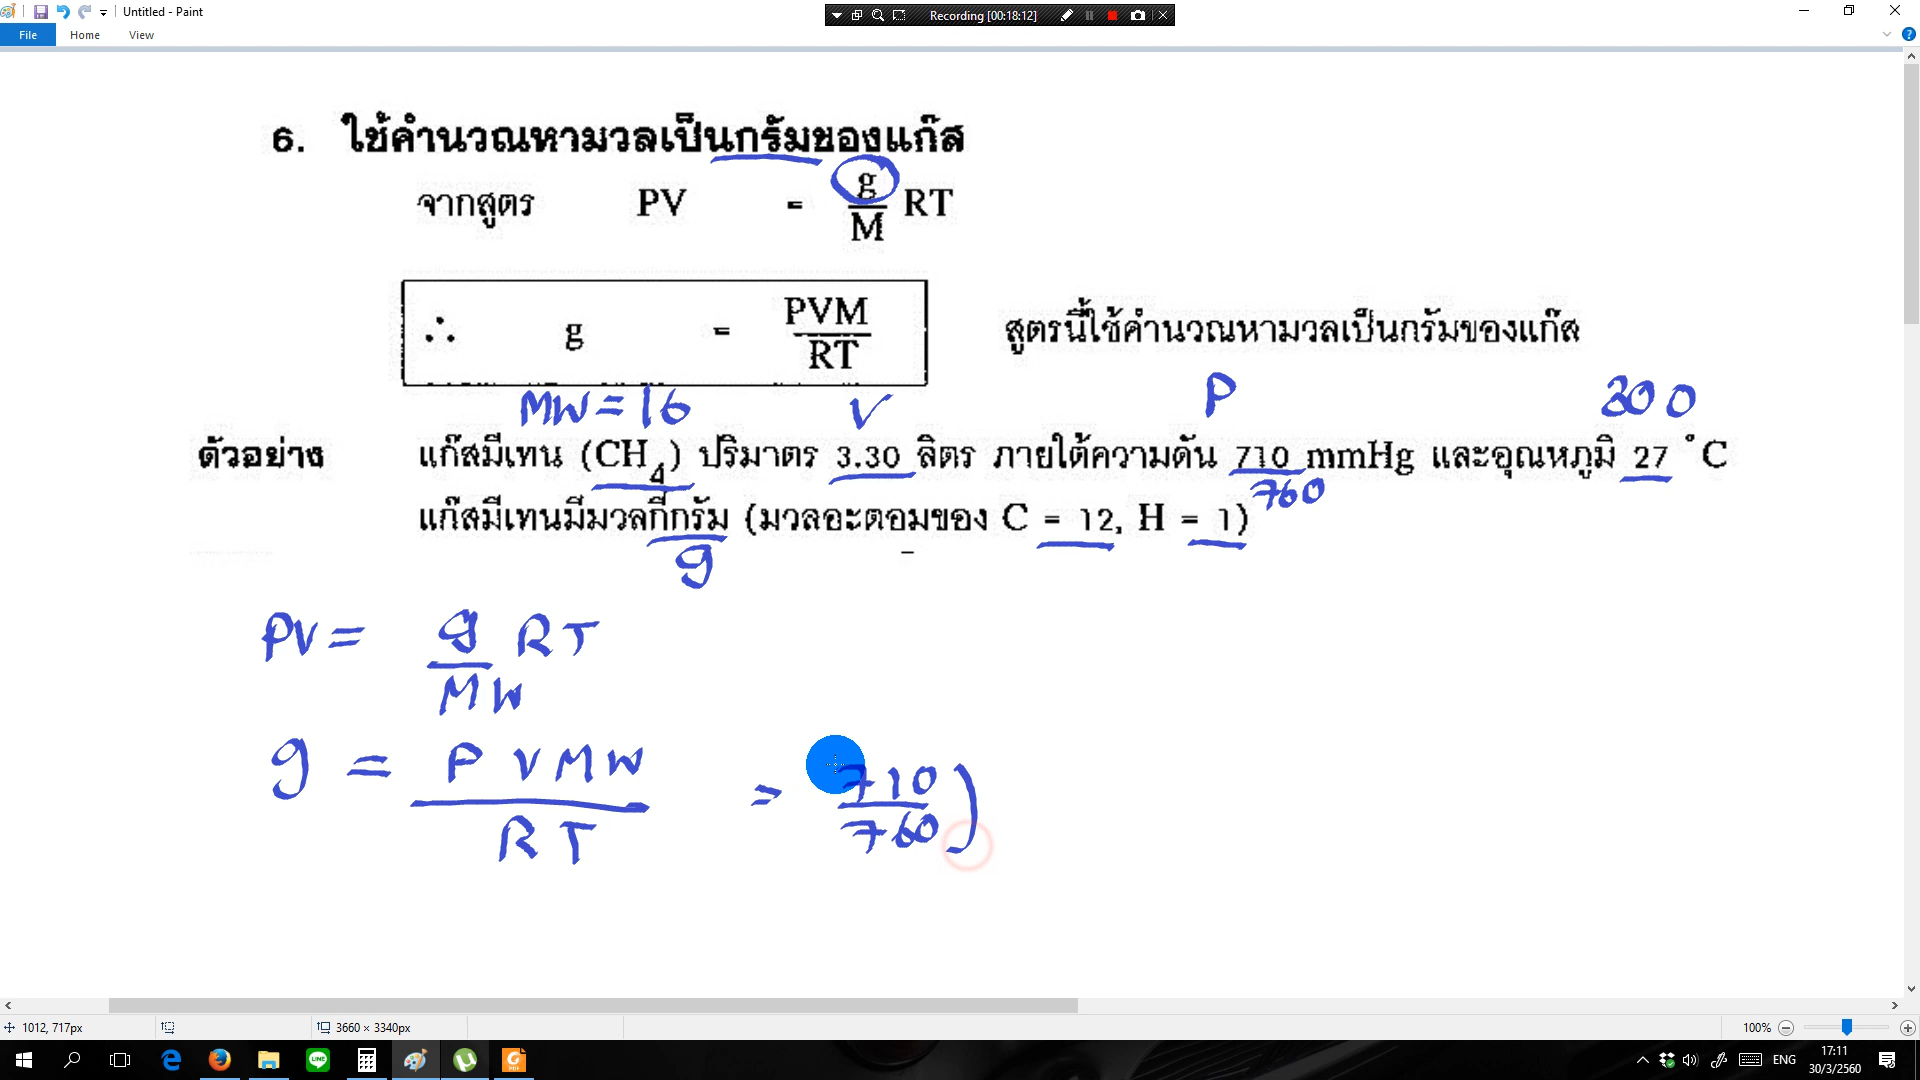 Untitled - Paint
Recording [00:18:12]
File Home View
6. ใช้คำนวณหามวลเป็นกรัมของแก๊ส
จากสูตร PV = g/M RT
∴ g = PVM/RT สูตรนี้ใช้คำนวณหามวลเป็นกรัมของแก๊ส
MW = 16 V P 300
ตัวอย่าง แก๊สมีเทน (CH₄) ปริมาตร 3.30 ลิตร ภายใต้ความดัน 710 mmHg และอุณหภูมิ 27 °C
760
แก๊สมีเทนมีมวลกี่กรัม (มวลอะตอมของ C = 12, H = 1)
g
PV = g/MW RT
g = P V MW/R T = 710/760 )
1012, 717px 3660 × 3340px 100%
LINE
ENG 17:11
30/3/2560